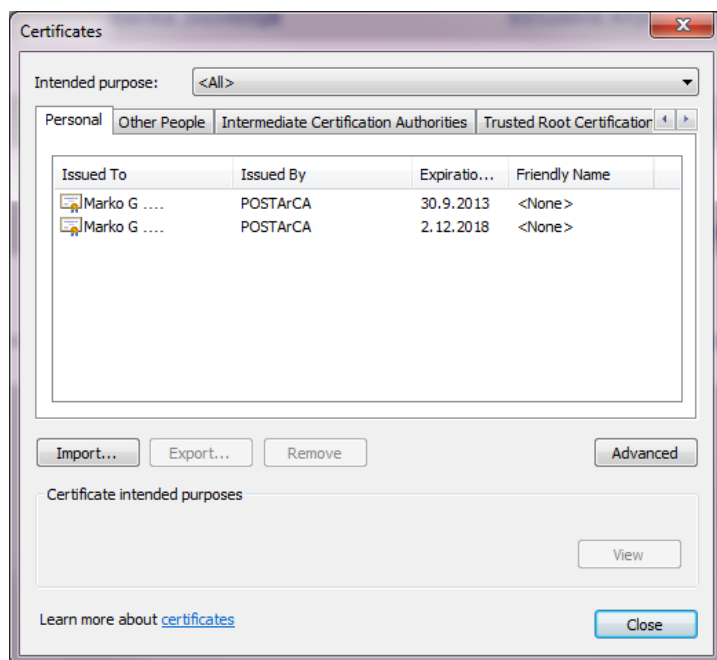 Certificates
Intended purpose: <All>
Personal Other People Intermediate Certification Authorities Trusted Root Certification
Issued To Issued By Expiratio... Friendly Name
Marko G .... POSTArCA 30.9.2013 <None>
Marko G .... POSTArCA 2.12.2018 <None>
Import... Export... Remove Advanced
Certificate intended purposes
View
Learn more about certificates
Close